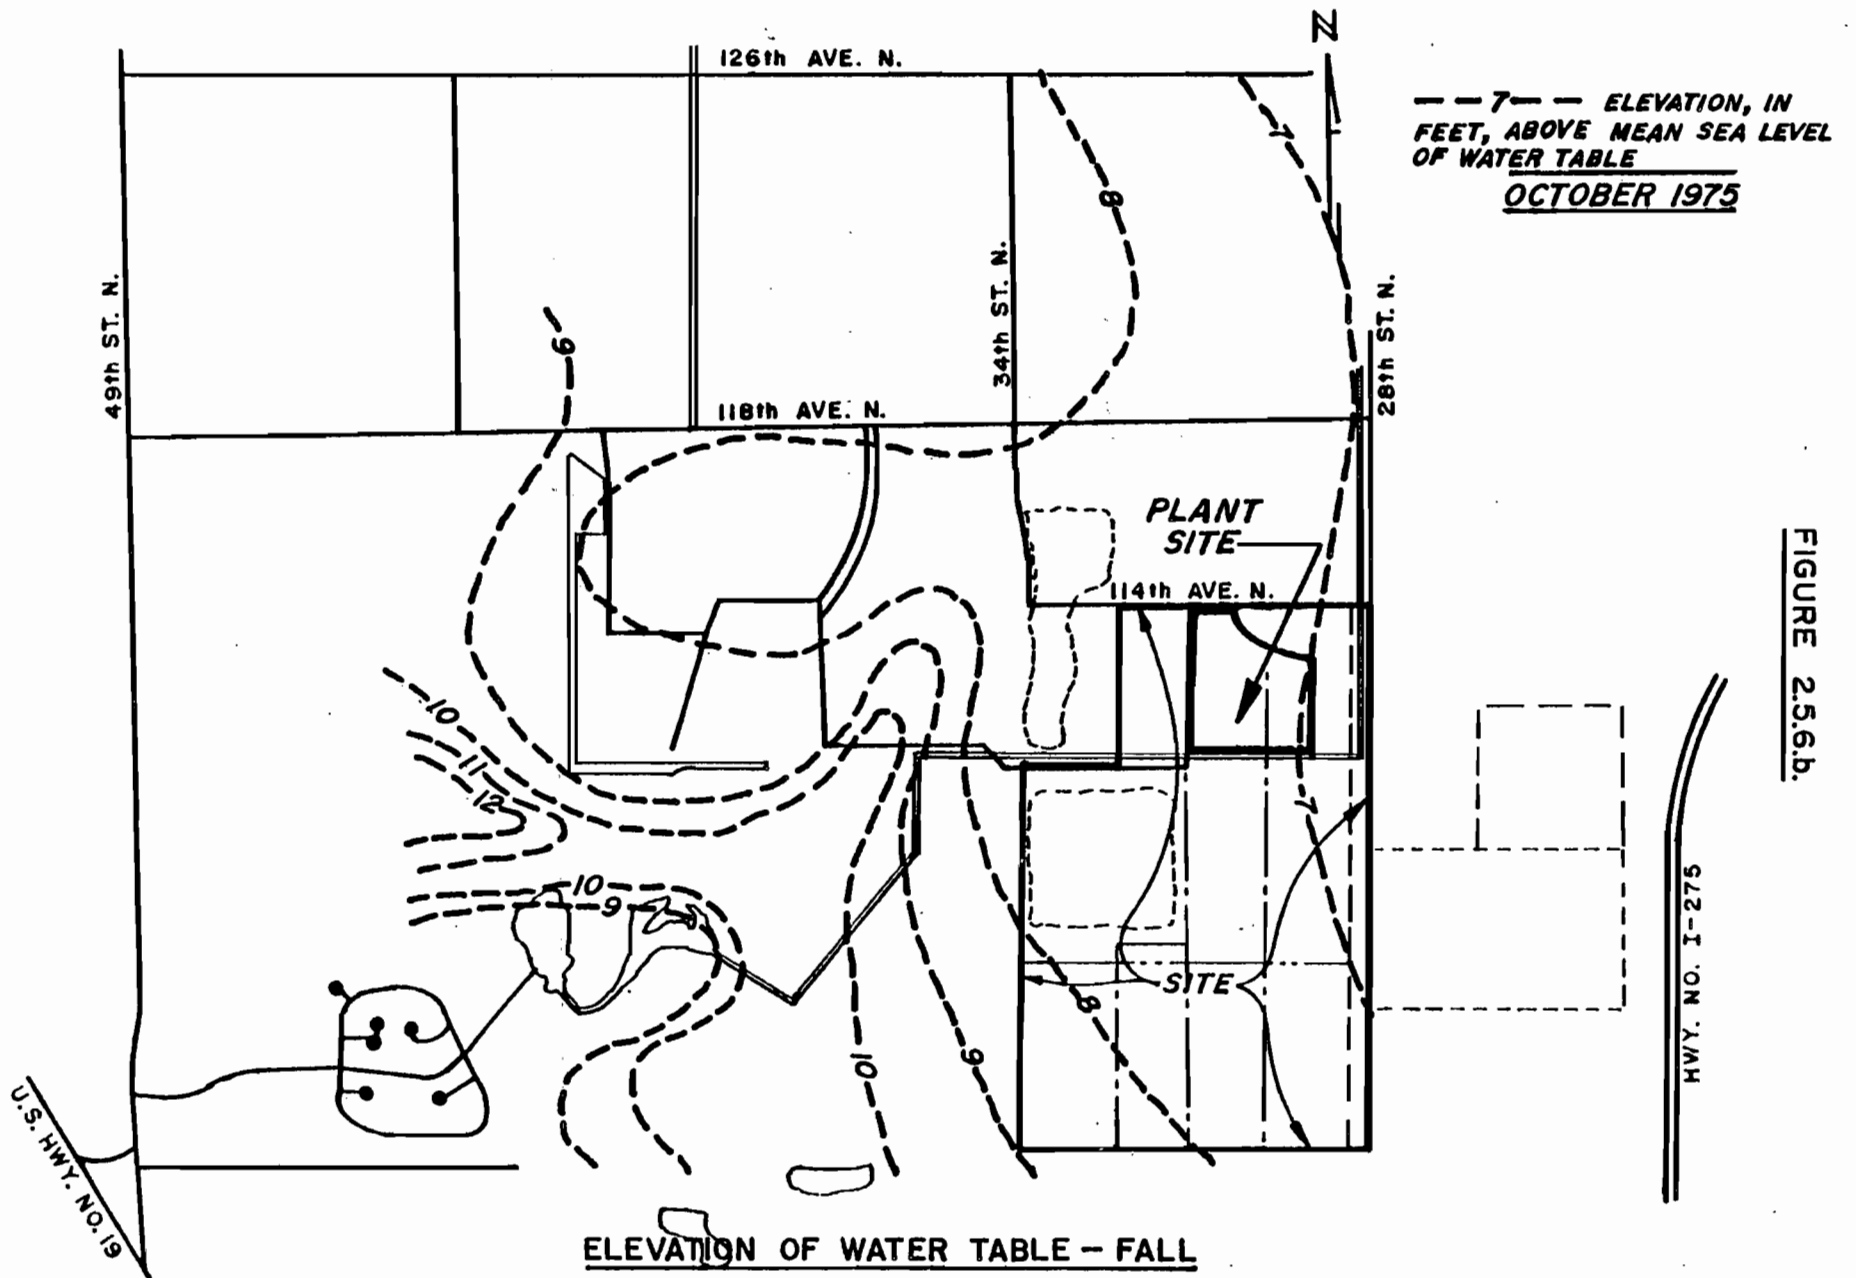 N
126th AVE. N.
— — 7 — — ELEVATION, IN
FEET, ABOVE MEAN SEA LEVEL
OF WATER TABLE
OCTOBER 1975
7
8
49th ST. N.
34th ST. N.
28th ST. N.
9
118th AVE. N.
PLANT
SITE
114th AVE. N.
FIGURE 2.5.6.b.
10
11
12
7
10
9
HWY. NO. I-275
SITE
8
10
9
U.S. HWY. NO. 19
ELEVATION OF WATER TABLE – FALL